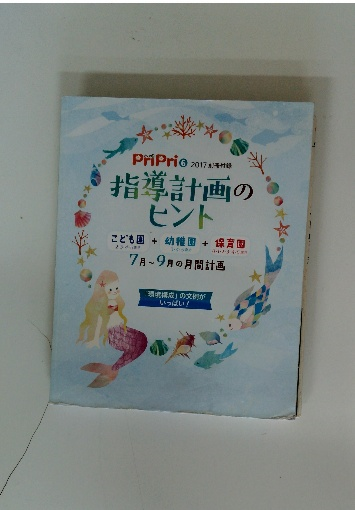 PriPri 6 2017 別冊付録
指導計画の
ヒント
こども園 + 幼稚園 + 保育園
7月~9月の月間計画
「環境構成」の文例が
いっぱい!